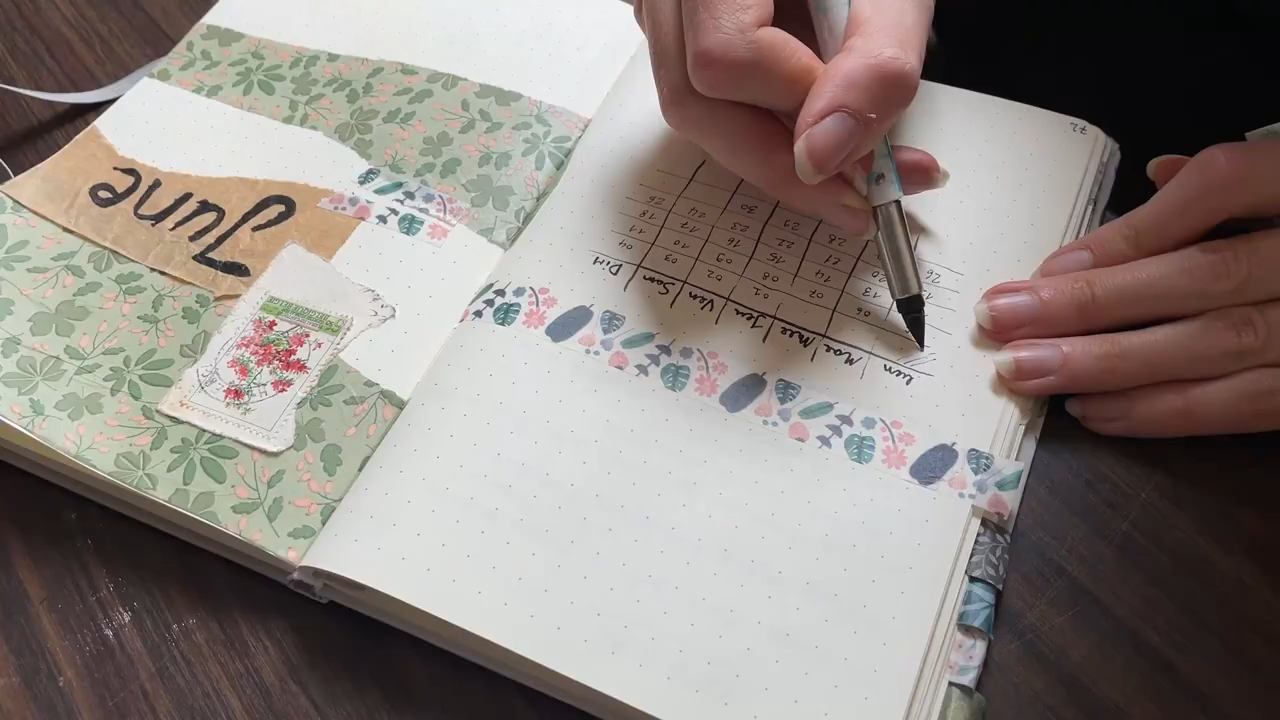 June
Lun Mar Mer Jeu Ven Sam Dim
01 02 03 04
06 07 08 09 10 11
13 14 15 16 17 18
20 21 22 23 24 25
26 28 29 30
72